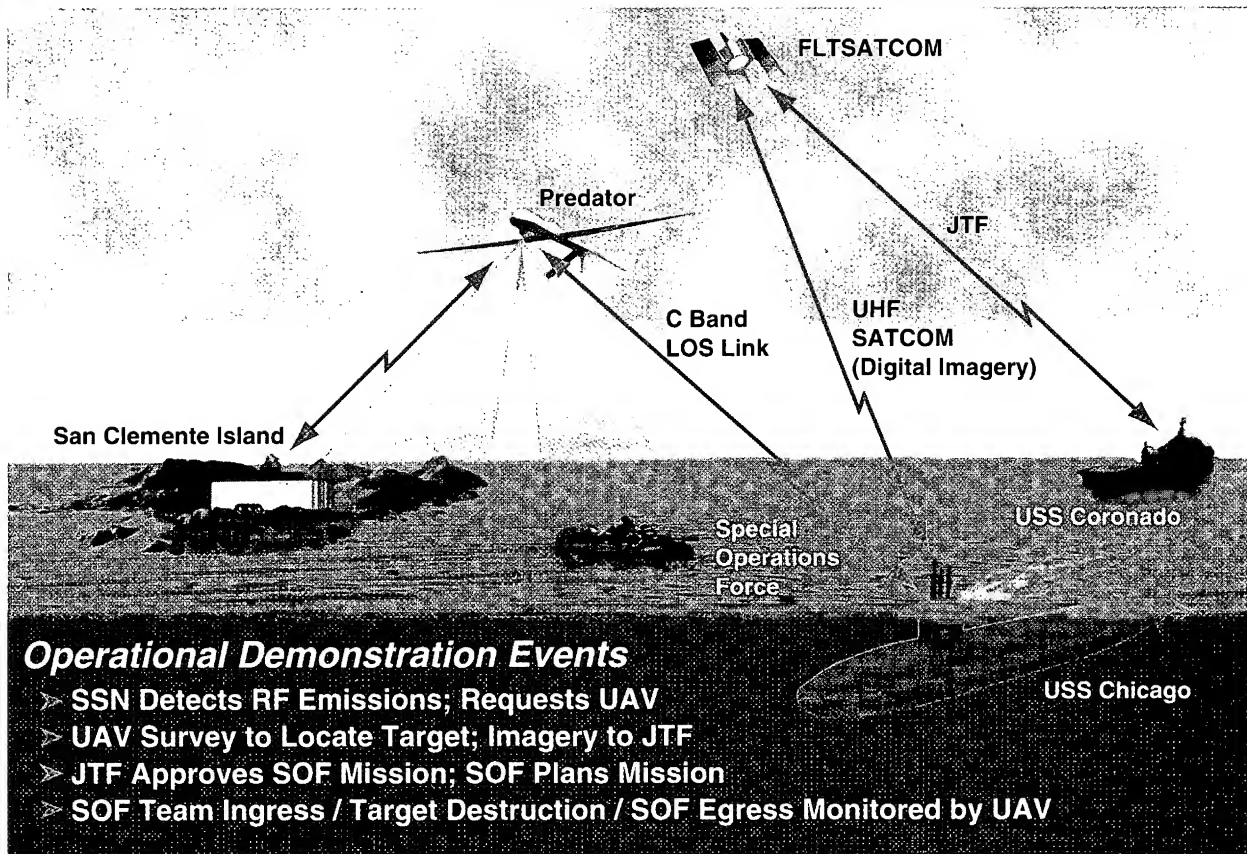 FLTSATCOM
Predator
JTF
C Band
LOS Link
UHF
SATCOM
(Digital Imagery)
San Clemente Island
Special
Operations
Force
USS Coronado
USS Chicago
Operational Demonstration Events
➢ SSN Detects RF Emissions; Requests UAV
➢ UAV Survey to Locate Target; Imagery to JTF
➢ JTF Approves SOF Mission; SOF Plans Mission
➢ SOF Team Ingress / Target Destruction / SOF Egress Monitored by UAV